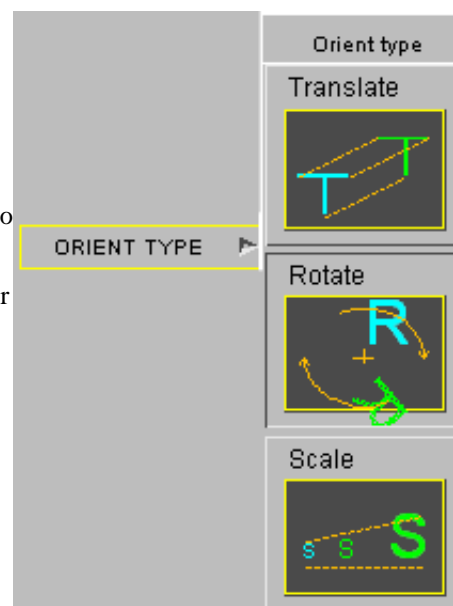 Orient type
Translate
T T
o
ORIENT TYPE
Rotate
r
R
R
Scale
s s S